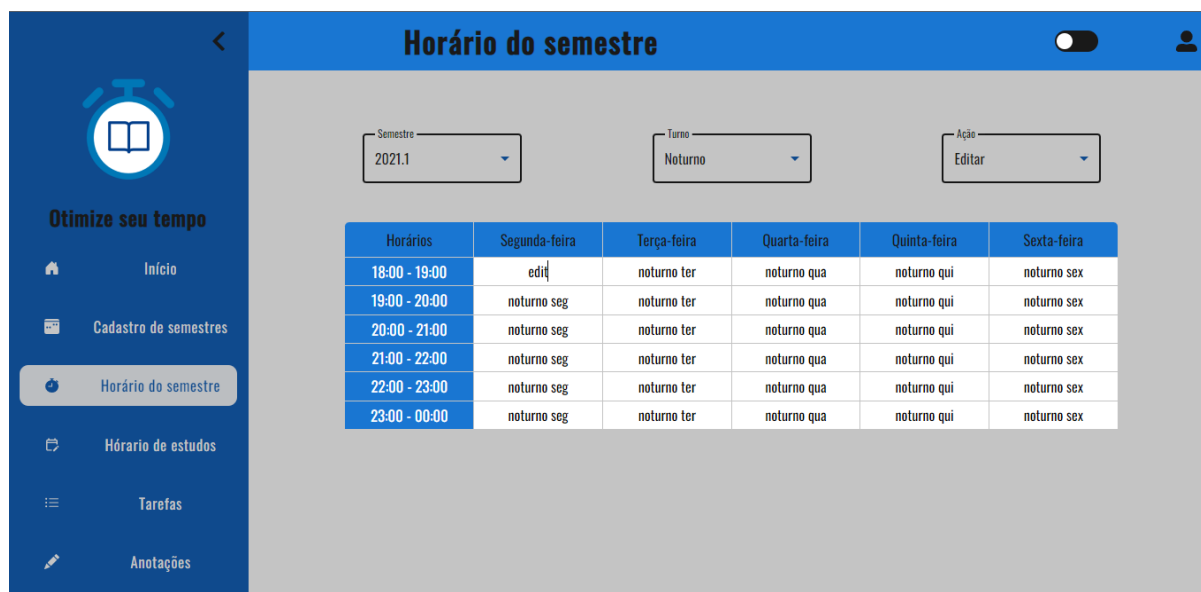 Horário do semestre
Otimize seu tempo
Início
Cadastro de semestres
Horário do semestre
Hórario de estudos
Tarefas
Anotações
Semestre Turno Ação
2021.1 Noturno Editar
Horários Segunda-feira Terça-feira Quarta-feira Quinta-feira Sexta-feira
18:00 - 19:00 edit noturno ter noturno qua noturno qui noturno sex
19:00 - 20:00 noturno seg noturno ter noturno qua noturno qui noturno sex
20:00 - 21:00 noturno seg noturno ter noturno qua noturno qui noturno sex
21:00 - 22:00 noturno seg noturno ter noturno qua noturno qui noturno sex
22:00 - 23:00 noturno seg noturno ter noturno qua noturno qui noturno sex
23:00 - 00:00 noturno seg noturno ter noturno qua noturno qui noturno sex